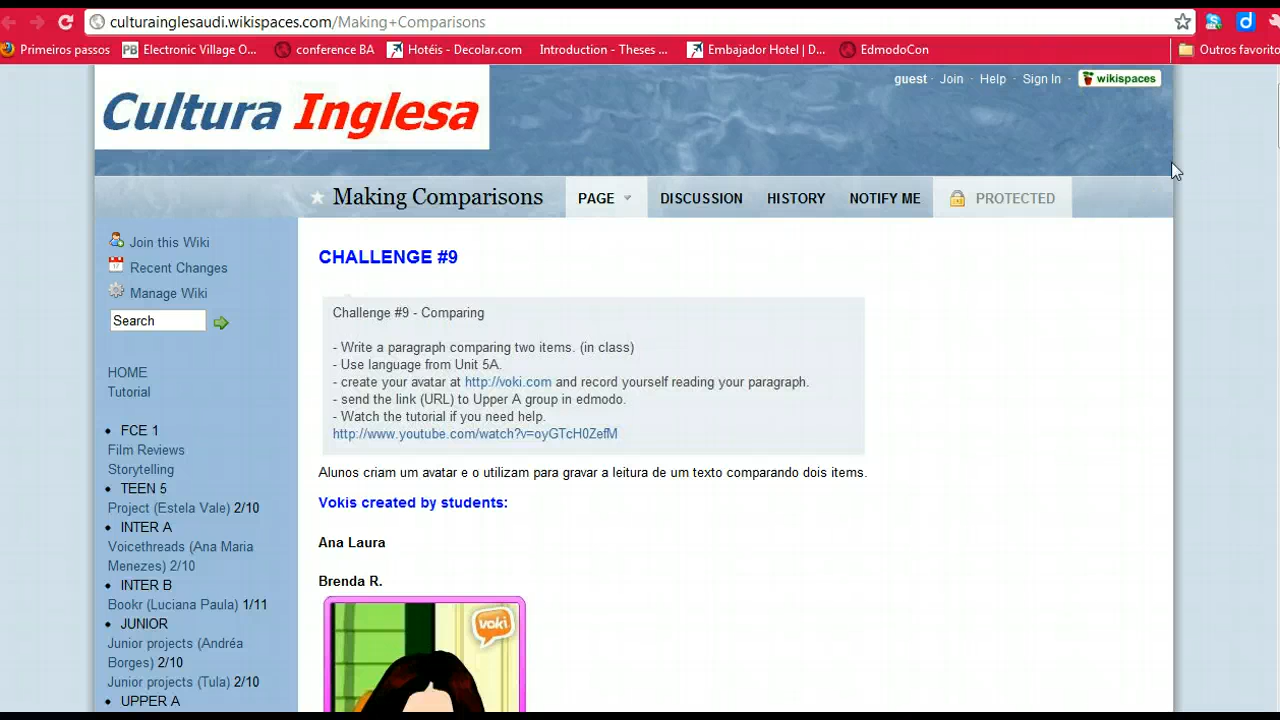 culturainglesaudi.wikispaces.com/Making+Comparisons
Primeiros passos
Electronic Village O...
conference BA
Hotéis - Decolar.com
Introduction - Theses ...
Embajador Hotel | D...
EdmodoCon
Outros favorito
Cultura Inglesa
guest · Join · Help · Sign In · wikispaces
Making Comparisons
PAGE
DISCUSSION
HISTORY
NOTIFY ME
PROTECTED
Join this Wiki
Recent Changes
Manage Wiki
Search
HOME
Tutorial
• FCE 1
Film Reviews
Storytelling
• TEEN 5
Project (Estela Vale) 2/10
• INTER A
Voicethreads (Ana Maria
Menezes) 2/10
• INTER B
Bookr (Luciana Paula) 1/11
• JUNIOR
Junior projects (Andréa
Borges) 2/10
Junior projects (Tula) 2/10
• UPPER A
CHALLENGE #9
Challenge #9 - Comparing
- Write a paragraph comparing two items. (in class)
- Use language from Unit 5A.
- create your avatar at http://voki.com and record yourself reading your paragraph.
- send the link (URL) to Upper A group in edmodo.
- Watch the tutorial if you need help.
http://www.youtube.com/watch?v=oyGTcH0ZefM
Alunos criam um avatar e o utilizam para gravar a leitura de um texto comparando dois items.
Vokis created by students:
Ana Laura
Brenda R.
voki